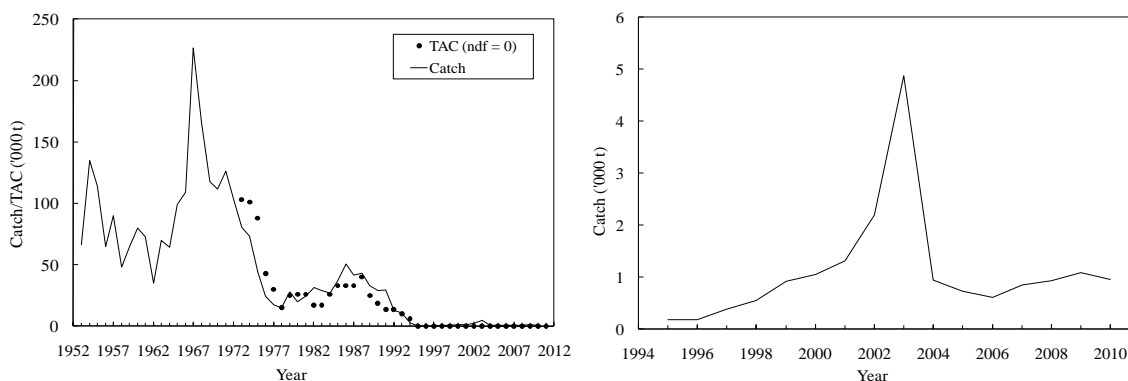 250
200
150
100
50
0
Catch/TAC ('000 t)
TAC (ndf = 0)
Catch
1952 1957 1962 1967 1972 1977 1982 1987 1992 1997 2002 2007 2012
Year
6
5
4
3
2
1
0
Catch ('000 t)
1994 1996 1998 2000 2002 2004 2006 2008 2010
Year